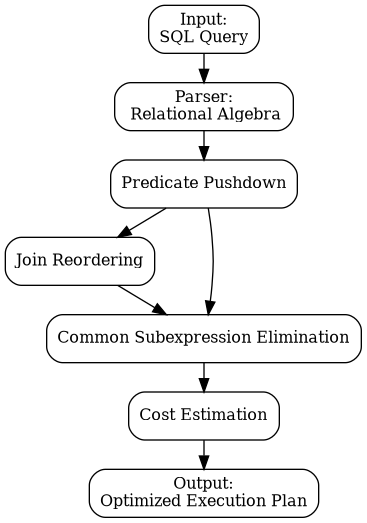 Input:
SQL Query
Parser:
Relational Algebra
Predicate Pushdown
Join Reordering
Common Subexpression Elimination
Cost Estimation
Output:
Optimized Execution Plan